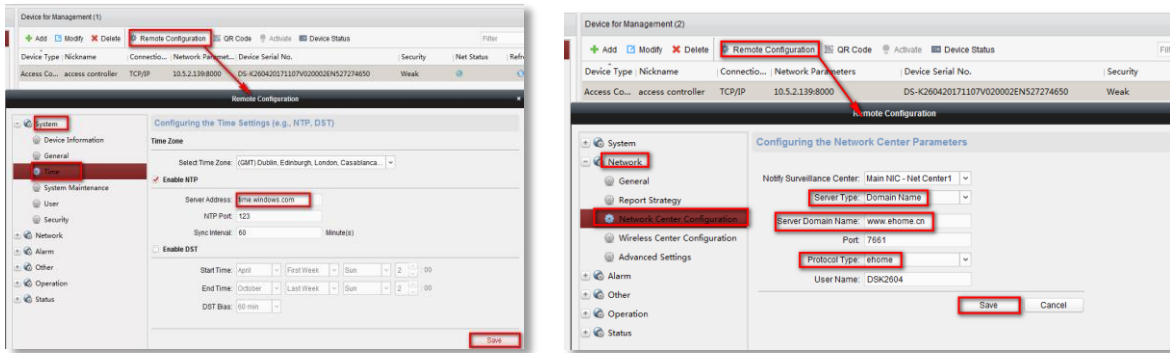 Device for Management (1)
Add Modify Delete Remote Configuration QR Code Activate Device Status Filter
Device Type Nickname Connectio... Network Paramet... Device Serial No. Security Net Status Refre
Access Co... access controller TCP/IP 10.5.2.139:8000 DS-K260420171107V020002EN527274650 Weak
Remote Configuration
System
Device Information
General
Time
System Maintenance
User
Security
Network
Alarm
Other
Operation
Status
Configuring the Time Settings (e.g., NTP, DST)
Time Zone
Select Time Zone: (GMT) Dublin, Edinburgh, London, Casablanca...
Enable NTP
Server Address: time.windows.com
NTP Port: 123
Sync Interval: 60 Minute(s)
Enable DST
Start Time: April First Week Sun 2 :00
End Time: October Last Week Sun 2 :00
DST Bias: 60 min
Save
Device for Management (2)
Add Modify Delete Remote Configuration QR Code Activate Device Status
Device Type Nickname Connectio... Network Parameters Device Serial No. Security
Access Co... access controller TCP/IP 10.5.2.139:8000 DS-K260420171107V020002EN527274650 Weak
Remote Configuration
System
Network
General
Report Strategy
Network Center Configuration
Wireless Center Configuration
Advanced Settings
Alarm
Other
Operation
Status
Configuring the Network Center Parameters
Notify Surveillance Center: Main NIC - Net Center1
Server Type: Domain Name
Server Domain Name: www.ehome.cn
Port: 7661
Protocol Type: ehome
User Name: DSK2604
Save Cancel